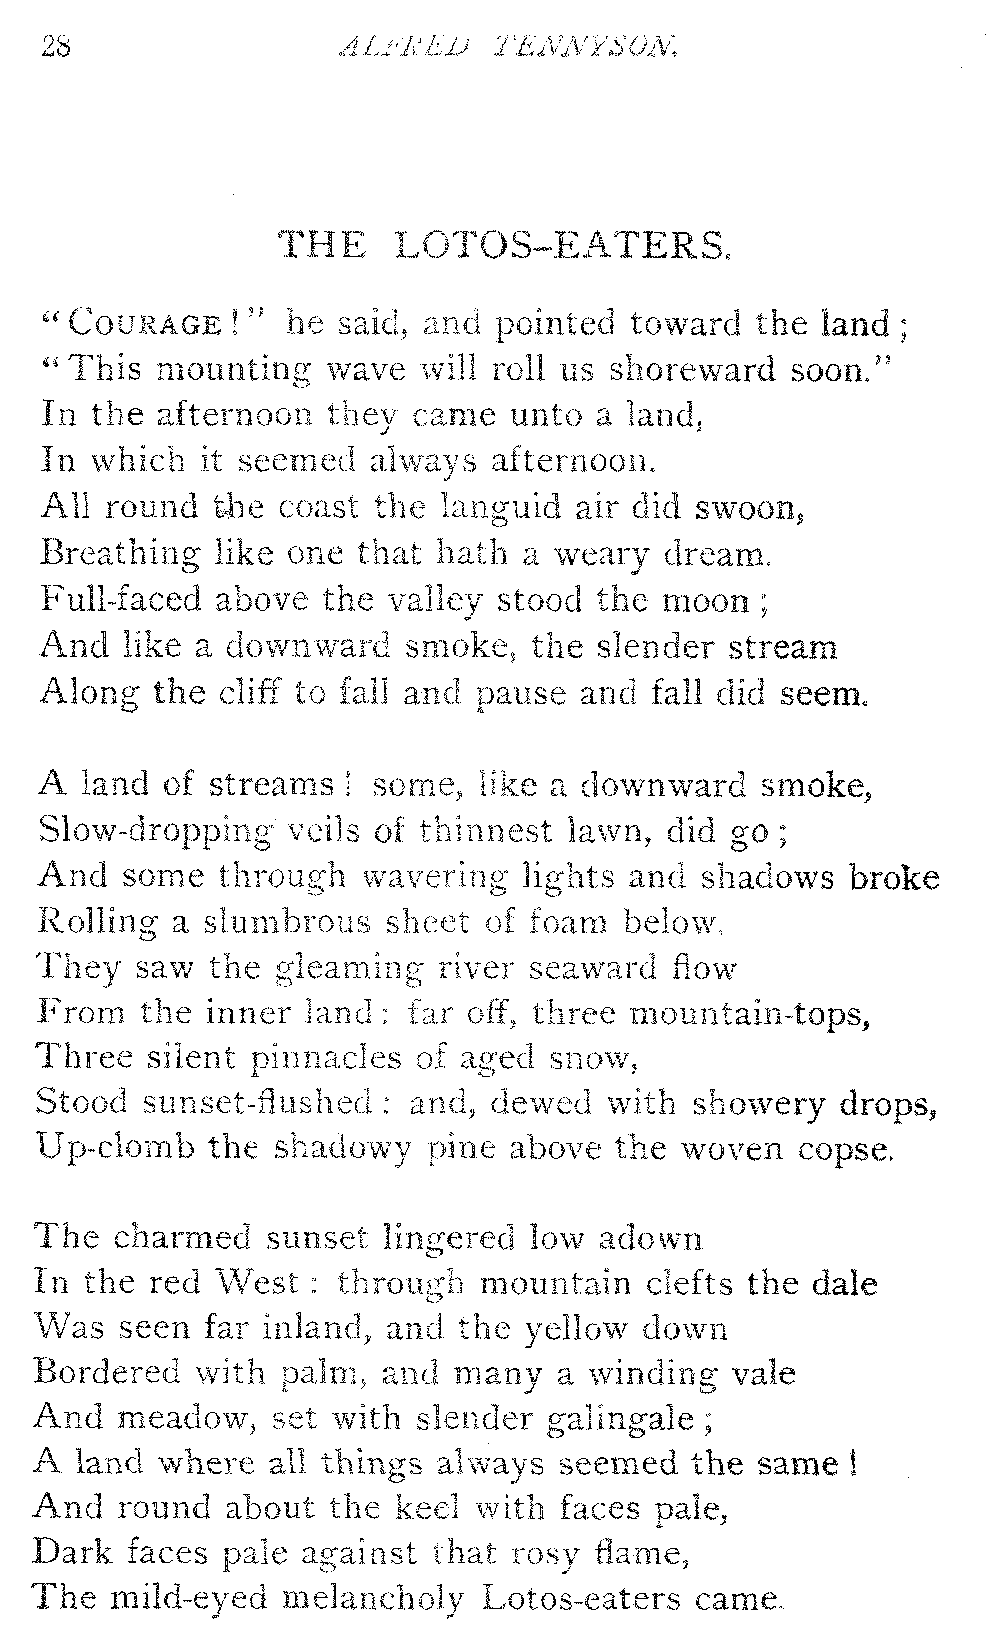 28 ALFRED TENNYSON.
THE LOTOS-EATERS.
"COURAGE!" he said, and pointed toward the land;
"This mounting wave will roll us shoreward soon."
In the afternoon they came unto a land,
In which it seemed always afternoon.
All round the coast the languid air did swoon,
Breathing like one that hath a weary dream.
Full-faced above the valley stood the moon;
And like a downward smoke, the slender stream
Along the cliff to fall and pause and fall did seem.
A land of streams! some, like a downward smoke,
Slow-dropping veils of thinnest lawn, did go;
And some through wavering lights and shadows broke
Rolling a slumbrous sheet of foam below.
They saw the gleaming river seaward flow
From the inner land: far off, three mountain-tops,
Three silent pinnacles of aged snow,
Stood sunset-flushed: and, dewed with showery drops,
Up-clomb the shadowy pine above the woven copse.
The charmed sunset lingered low adown
In the red West: through mountain clefts the dale
Was seen far inland, and the yellow down
Bordered with palm, and many a winding vale
And meadow, set with slender galingale;
A land where all things always seemed the same!
And round about the keel with faces pale,
Dark faces pale against that rosy flame,
The mild-eyed melancholy Lotos-eaters came.